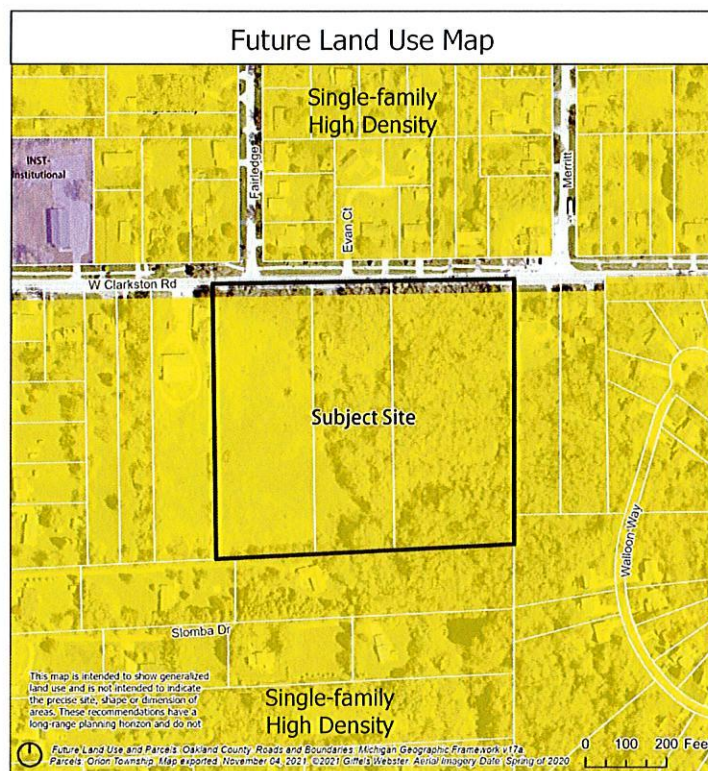 Future Land Use Map
Single-family
High Density
INST-
Institutional
Fairledge
Merritt
Evan Ct
W Clarkston Rd
Subject Site
Walloon Way
Slomba Dr
This map is intended to show generalized
land use and is not intended to indicate
the precise site, shape or dimension of
areas. These recommendations have a
long-range planning horizon and do not
Single-family
High Density
Future Land Use and Parcels: Oakland County. Roads and Boundaries: Michigan Geographic Framework v17a.
Parcels: Orion Township. Map exported: November 04, 2021. ©2021 Giffels Webster. Aerial Imagery Date: Spring of 2020
0 100 200 Fee